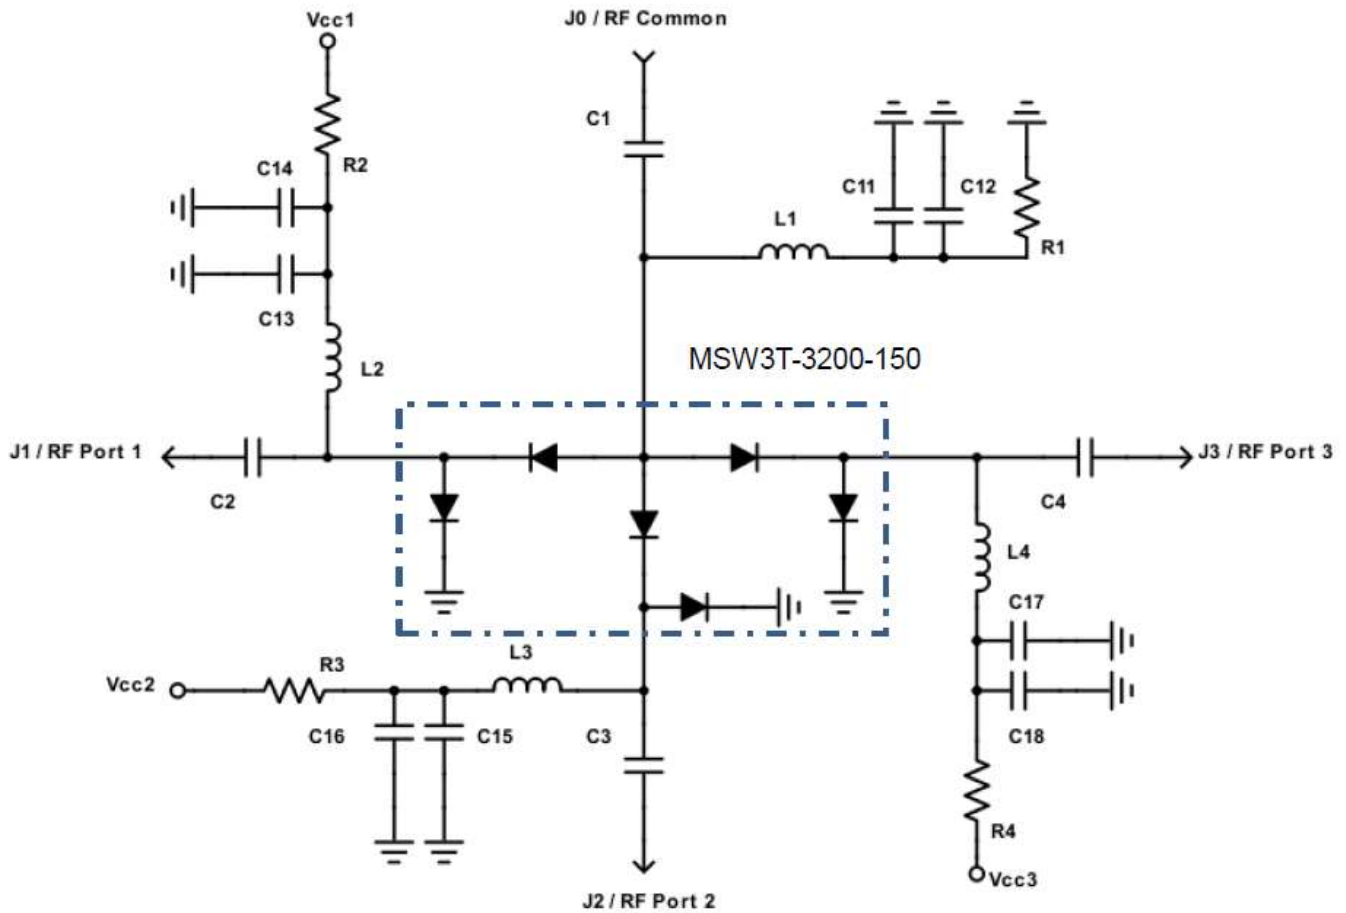 Vcc1
J0 / RF Common
C1
C14
R2
C11
C12
L1
R1
C13
L2
MSW3T-3200-150
J1 / RF Port 1
J3 / RF Port 3
C2
C4
L4
C17
L3
R3
Vcc2
C16
C15
C3
C18
R4
Vcc3
J2 / RF Port 2